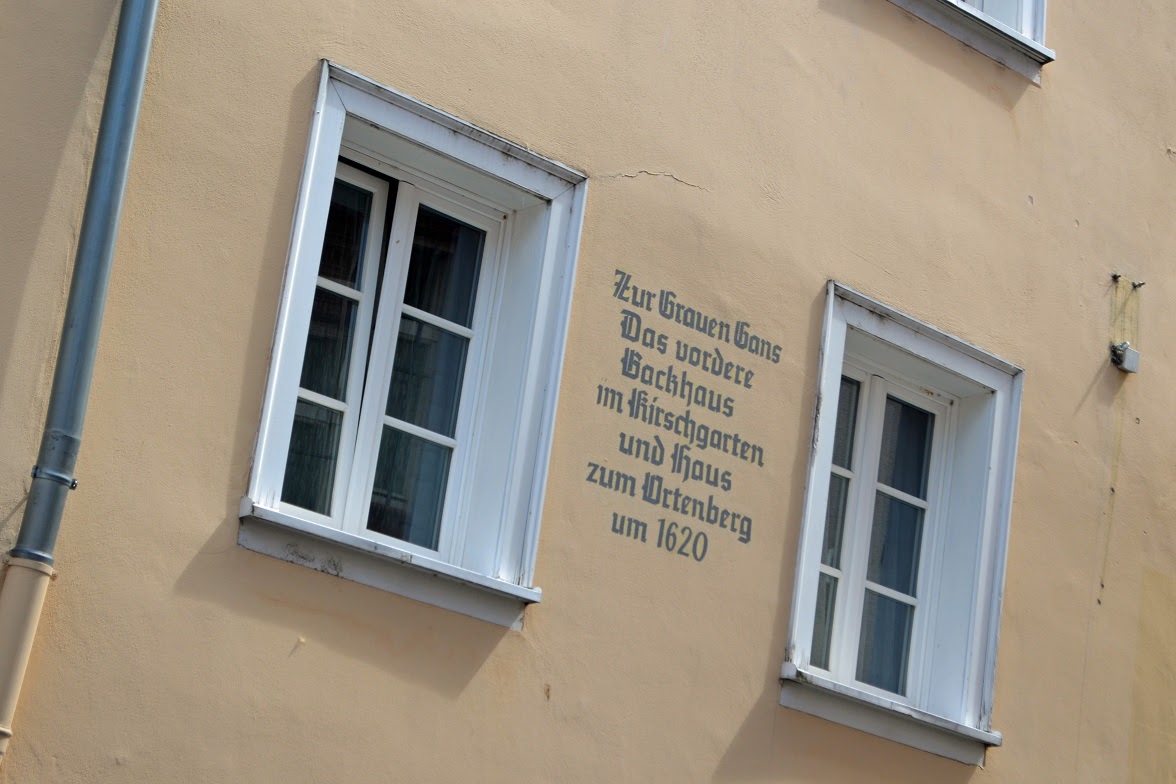 Zur Grauen Gans
Das vordere
Backhaus
im Kirschgarten
und Haus
zum Ortenberg
um 1620